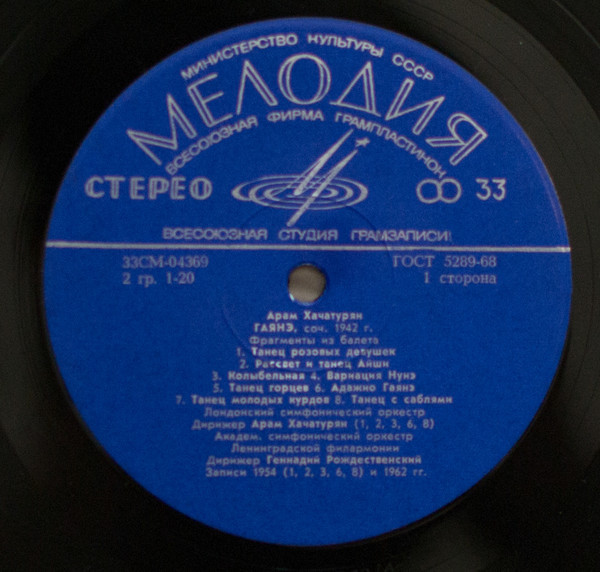 МИНИСТЕРСТВО КУЛЬТУРЫ СССР
МЕЛОДИЯ
ВСЕСОЮЗНАЯ ФИРМА ГРАМПЛАСТИНОК
СТЕРЕО 33
ВСЕСОЮЗНАЯ СТУДИЯ ГРАМЗАПИСИ
33СМ-04369 ГОСТ 5289-68
2 гр. 1-20 1 сторона
Арам Хачатурян
ГАЯНЭ, соч. 1942 г.
Фрагменты из балета
1. Танец розовых девушек
2. Рассвет и танец Айши
3. Колыбельная 4. Вариация Нунэ
5. Танец горцев 6. Адажио Гаянэ
7. Танец молодых курдов 8. Танец с саблями
Лондонский симфонический оркестр
Дирижер Арам Хачатурян (1, 2, 3, 6, 8)
Академ. симфонический оркестр
Ленинградской филармонии
Дирижер Геннадий Рождественский
Записи 1954 (1, 2, 3, 6, 8) и 1962 гг.